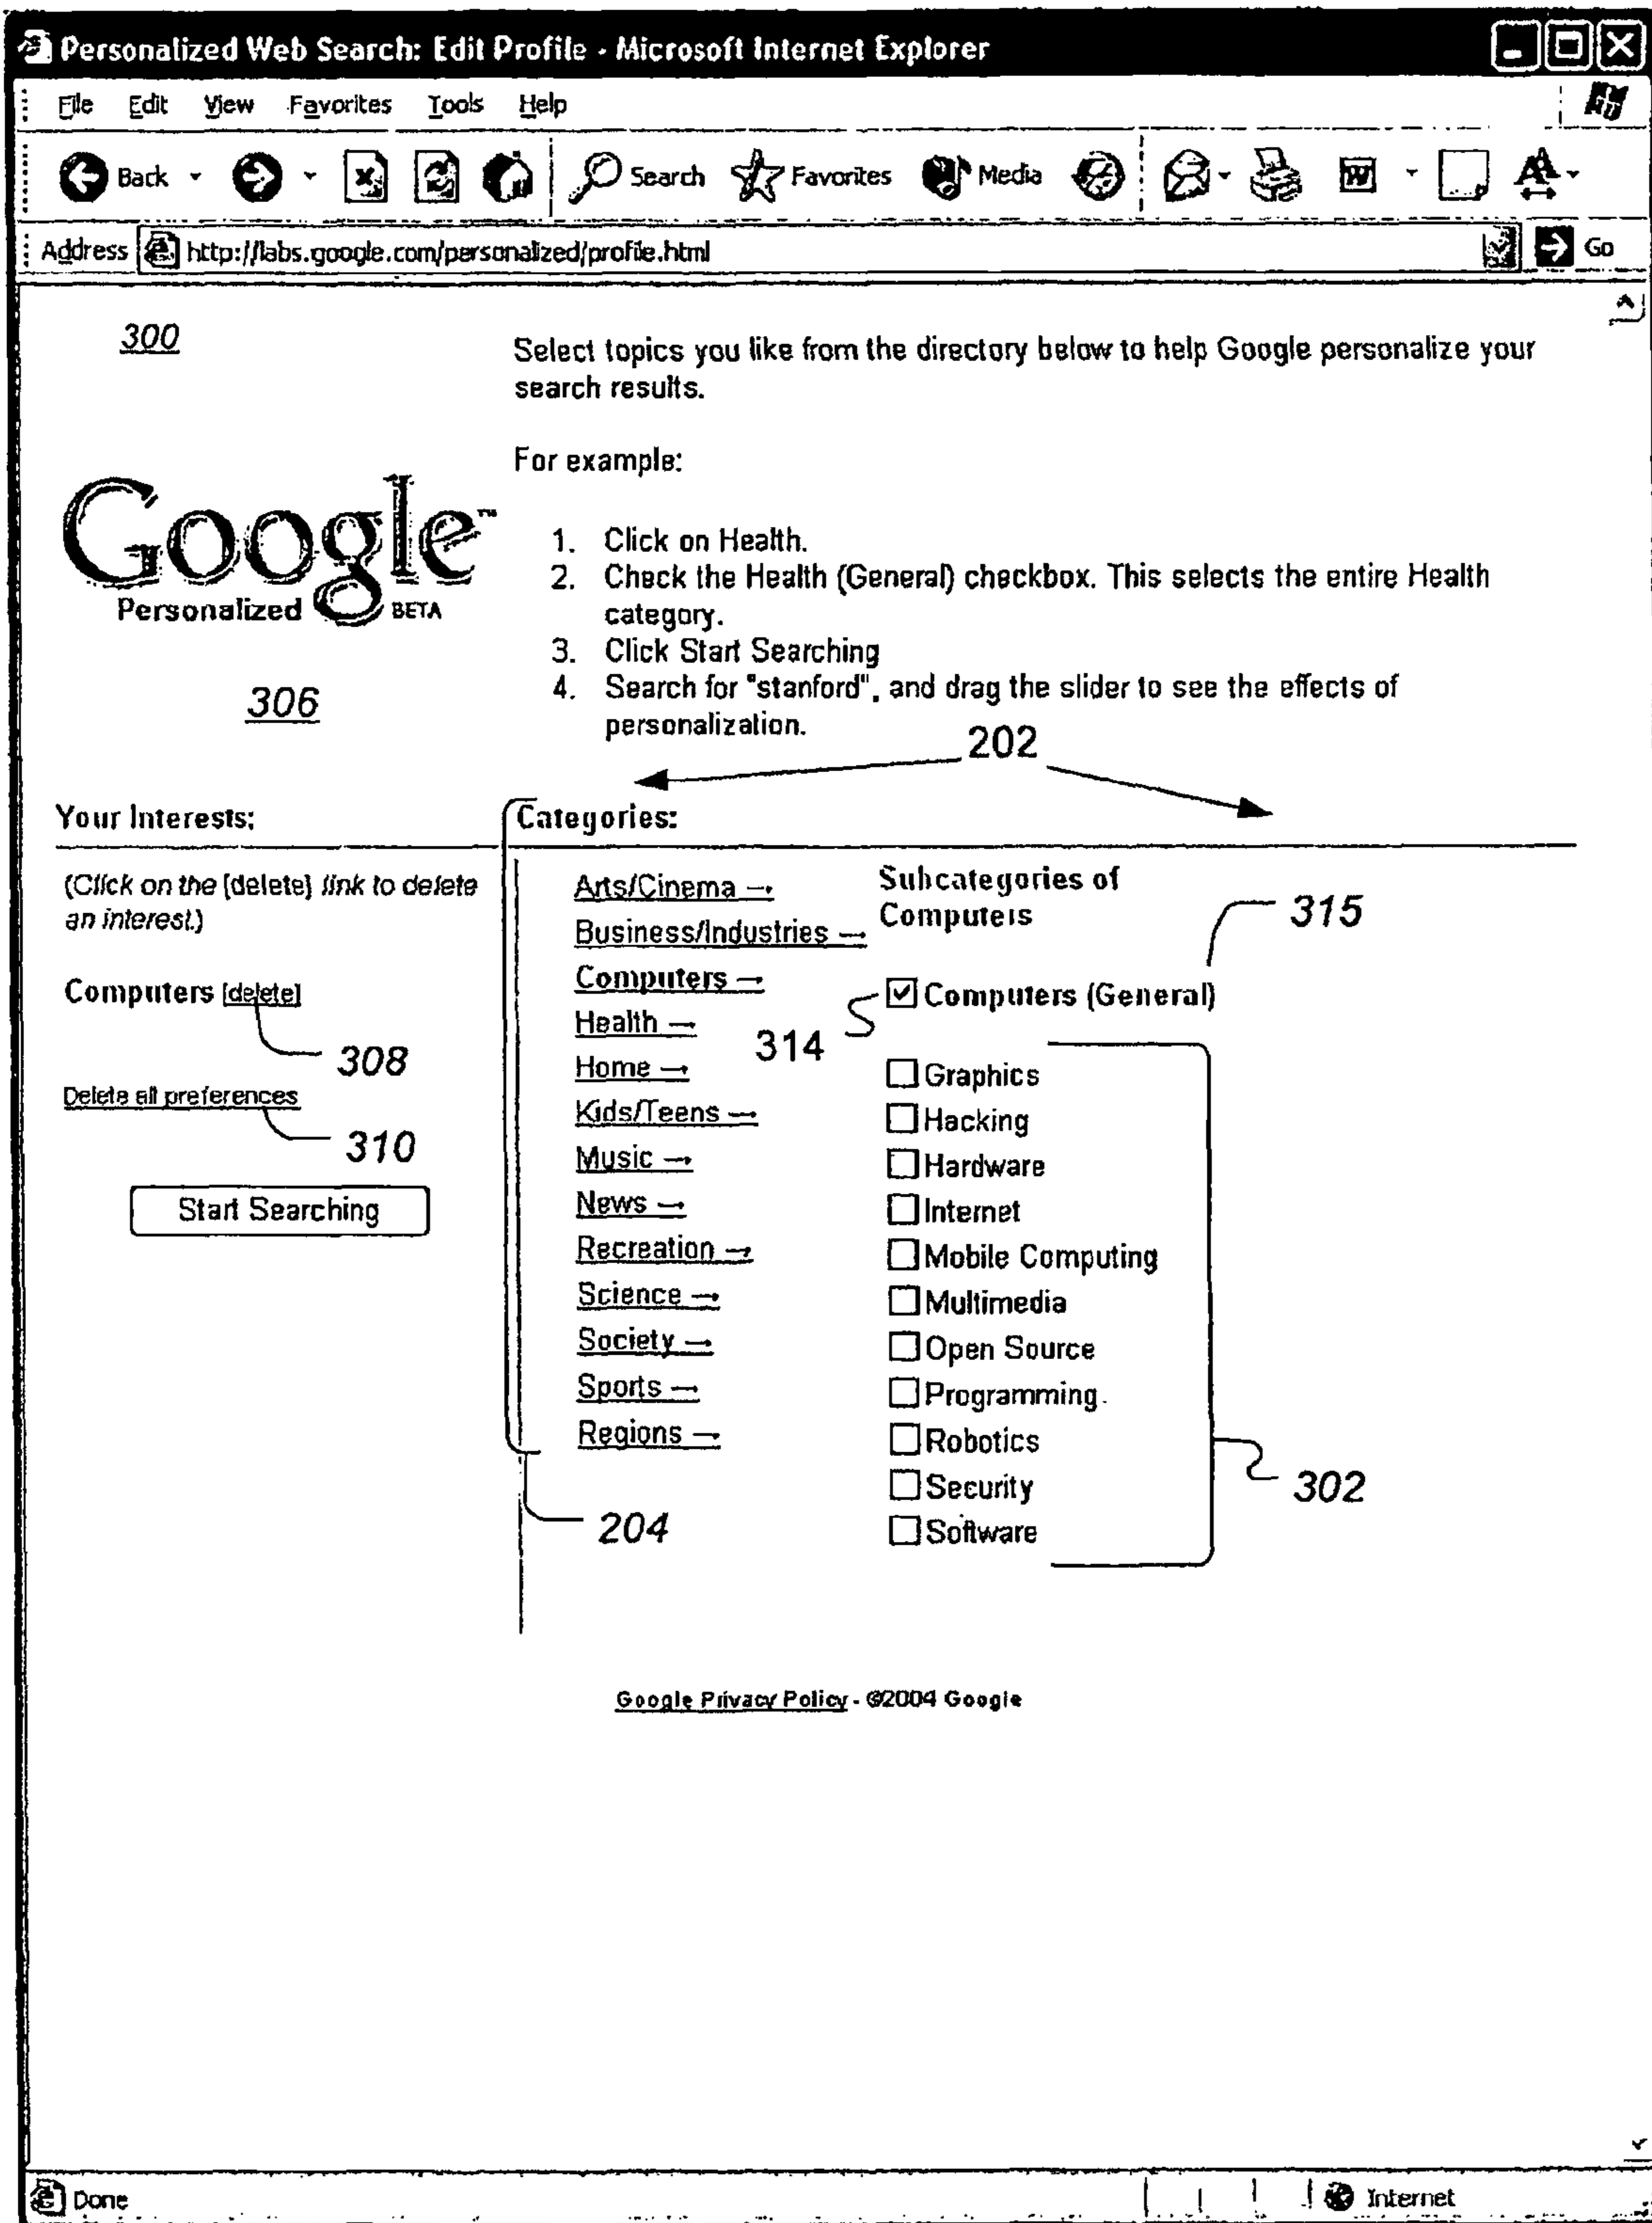 Personalized Web Search: Edit Profile - Microsoft Internet Explorer
File Edit View Favorites Tools Help
Back Search Favorites Media W A
Address http://labs.google.com/personalized/profile.html Go
300
Select topics you like from the directory below to help Google personalize your
search results.
For example:
Google™
Personalized BETA
306
1. Click on Health.
2. Check the Health (General) checkbox. This selects the entire Health
category.
3. Click Start Searching
4. Search for "stanford", and drag the slider to see the effects of
personalization.
202
Your Interests:
(Click on the [delete] link to delete
an interest.)
Computers [delete]
308
Delete all preferences
310
Start Searching
Categories:
Arts/Cinema →
Business/Industries →
Computers →
Health →
Home →
Kids/Teens →
Music →
News →
Recreation →
Science →
Society →
Sports →
Regions →
204
Subcategories of
Computers
315
Computers (General)
314
Graphics
Hacking
Hardware
Internet
Mobile Computing
Multimedia
Open Source
Programming
Robotics
Security
Software
302
Google Privacy Policy - ©2004 Google
Done Internet